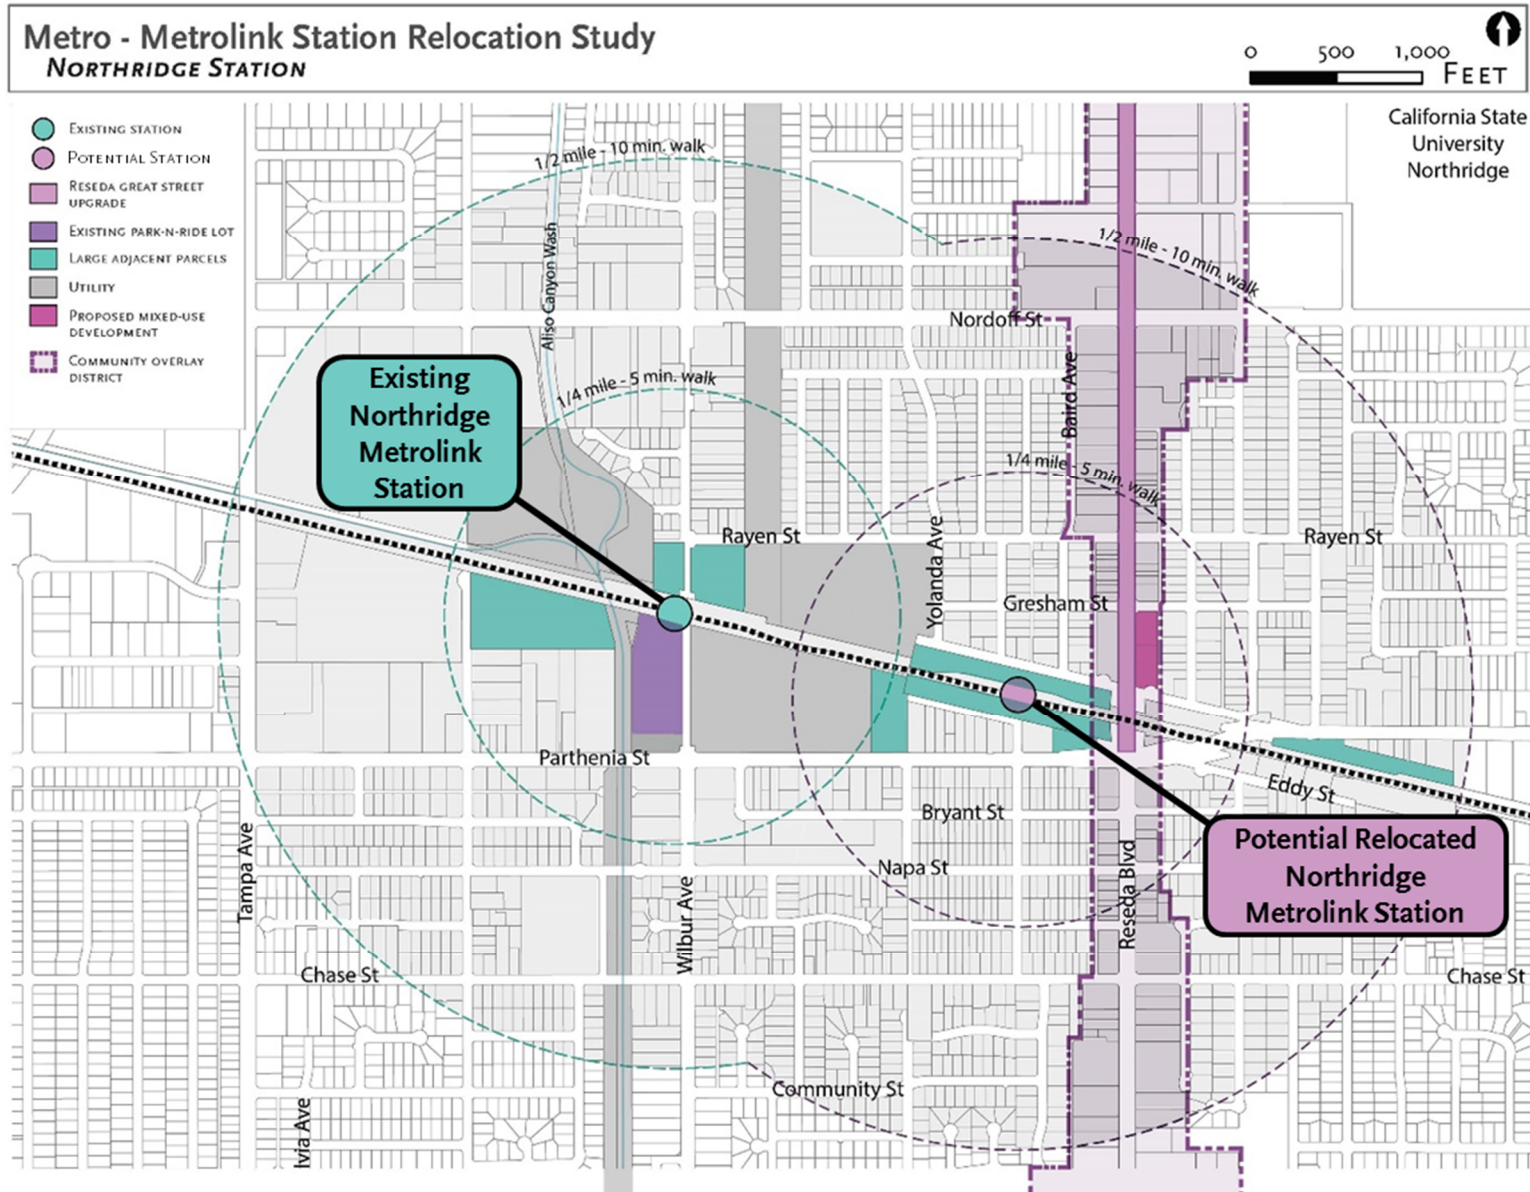 Metro - Metrolink Station Relocation Study
Northridge Station
0 500 1,000
Feet
California State
University
Northridge
Existing station
Potential Station
Reseda great street
upgrade
Existing park-n-ride lot
Large adjacent parcels
Utility
Proposed mixed-use
development
Community overlay
district
1/2 mile - 10 min. walk
Aliso Canyon Wash
1/2 mile - 10 min. walk
Nordoff St
Baird Ave
1/4 mile - 5 min. walk
Existing
Northridge
Metrolink
Station
1/4 mile - 5 min. walk
Rayen St
Yolanda Ave
Rayen St
Gresham St
Parthenia St
Eddy St
Bryant St
Potential Relocated
Northridge
Metrolink Station
Tampa Ave
Napa St
Wilbur Ave
Reseda Blvd
Chase St
Chase St
Community St
lvia Ave